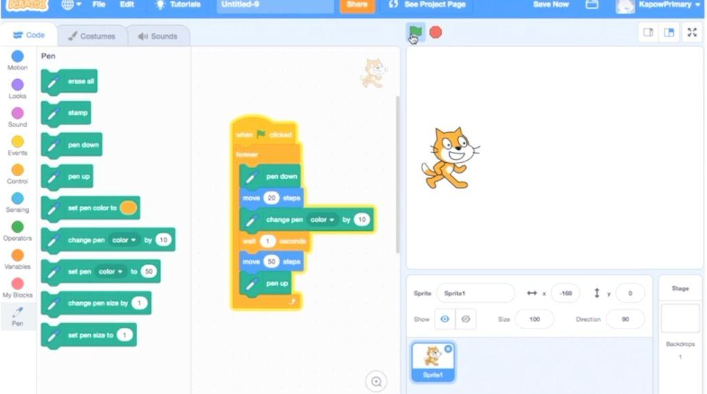 SCRATCH
File Edit Tutorials Untitled-9 Share See Project Page Save Now KapowPrimary
Code Costumes Sounds
Motion
Looks
Sound
Events
Control
Sensing
Operators
Variables
My Blocks
Pen
Pen
erase all
stamp
pen down
pen up
set pen color to
change pen color by 10
set pen color to 50
change pen size by 1
set pen size to 1
when clicked
forever
pen down
move 20 steps
change pen color by 10
wait 1 seconds
move 50 steps
pen up
Sprite Sprite1 x -168 y 0
Show Size 100 Direction 90
Sprite1
Stage
Backdrops
1